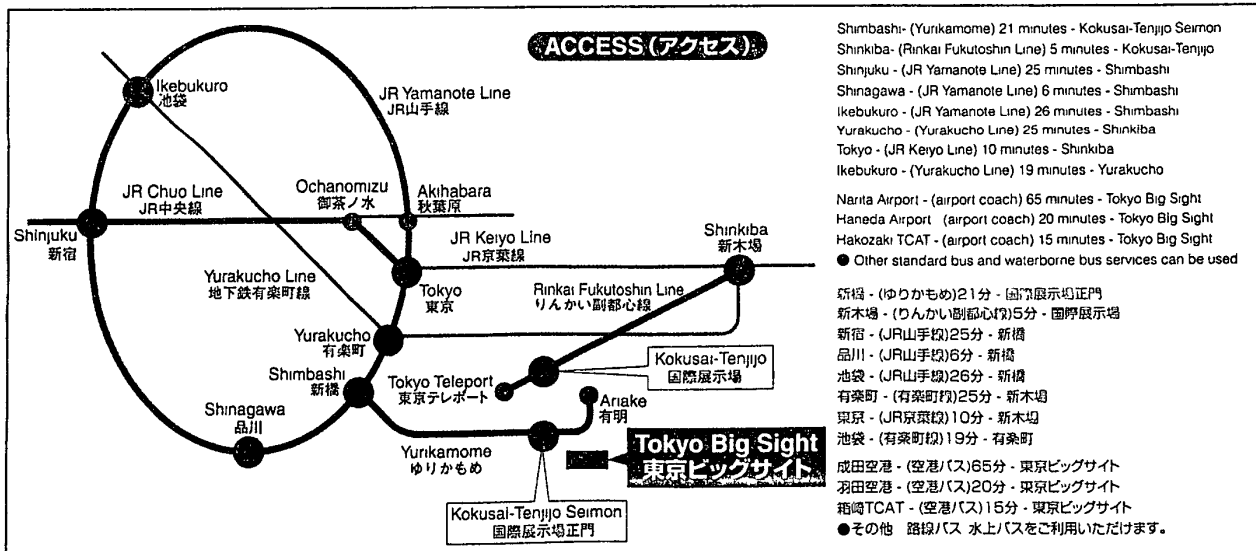 ACCESS(アクセス)
Ikebukuro
池袋
JR Yamanote Line
JR山手線
JR Chuo Line
JR中央線
Ochanomizu
御茶ノ水
Akihabara
秋葉原
Shinjuku
新宿
JR Keiyo Line
JR京葉線
Shinkiba
新木場
Yurakucho Line
地下鉄有楽町線
Tokyo
東京
Rinkai Fukutoshin Line
りんかい副都心線
Yurakucho
有楽町
Kokusai-Tenjijo
国際展示場
Shimbashi
新橋
Tokyo Teleport
東京テレポート
Ariake
有明
Shinagawa
品川
Yurikamome
ゆりかもめ
Tokyo Big Sight
東京ビッグサイト
Kokusai-Tenjijo Seimon
国際展示場正門
Shimbashi- (Yurikamome) 21 minutes - Kokusai-Tenjijo Seimon
Shinkiba- (Rinkai Fukutoshin Line) 5 minutes - Kokusai-Tenjijo
Shinjuku - (JR Yamanote Line) 25 minutes - Shimbashi
Shinagawa - (JR Yamanote Line) 6 minutes - Shimbashi
Ikebukuro - (JR Yamanote Line) 26 minutes - Shimbashi
Yurakucho - (Yurakucho Line) 25 minutes - Shinkiba
Tokyo - (JR Keiyo Line) 10 minutes - Shinkiba
Ikebukuro - (Yurakucho Line) 19 minutes - Yurakucho
Narita Airport - (airport coach) 65 minutes - Tokyo Big Sight
Haneda Airport (airport coach) 20 minutes - Tokyo Big Sight
Hakozaki TCAT - (airport coach) 15 minutes - Tokyo Big Sight
● Other standard bus and waterborne bus services can be used
新橋 - (ゆりかもめ)21分 - 国際展示場正門
新木場 - (りんかい副都心線)5分 - 国際展示場
新宿 - (JR山手線)25分 - 新橋
品川 - (JR山手線)6分 - 新橋
池袋 - (JR山手線)26分 - 新橋
有楽町 - (有楽町線)25分 - 新木場
東京 - (JR京葉線)10分 - 新木場
池袋 - (有楽町線)19分 - 有楽町
成田空港 - (空港バス)65分 - 東京ビッグサイト
羽田空港 - (空港バス)20分 - 東京ビッグサイト
箱崎TCAT - (空港バス)15分 - 東京ビッグサイト
●その他 路線バス 水上バスをご利用いただけます。